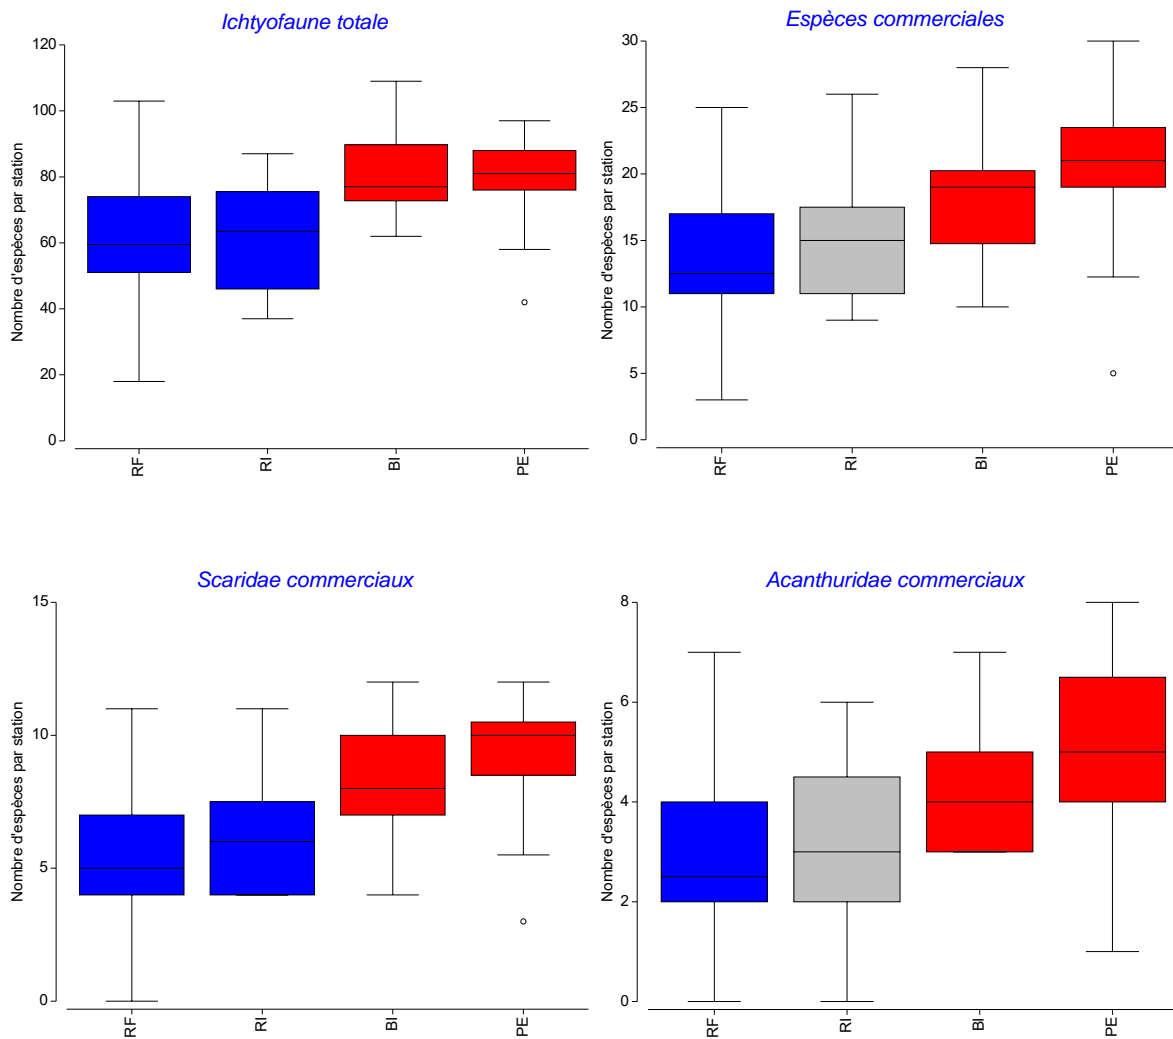 Ichtyofaune totale
Nombre d'espèces par station
120
100
80
60
40
20
0
RF
RI
BI
PE
Espèces commerciales
Nombre d'espèces par station
30
25
20
15
10
5
0
RF
RI
BI
PE
Scaridae commerciaux
Nombre d'espèces par station
15
10
5
0
RF
RI
BI
PE
Acanthuridae commerciaux
Nombre d'espèces par station
8
6
4
2
0
RF
RI
BI
PE